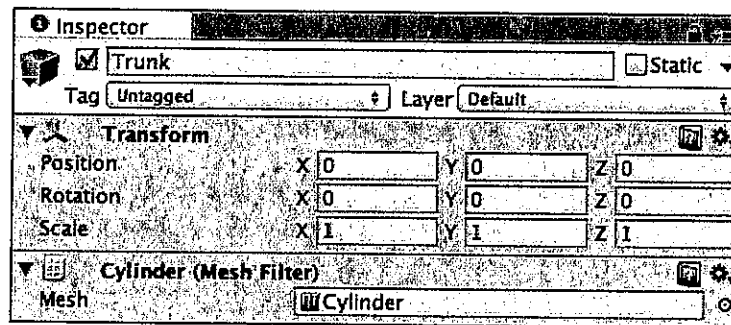 Inspector
Trunk Static
Tag Untagged Layer Default
Transform
Position X 0 Y 0 Z 0
Rotation X 0 Y 0 Z 0
Scale X 1 Y 1 Z 1
Cylinder (Mesh Filter)
Mesh Cylinder